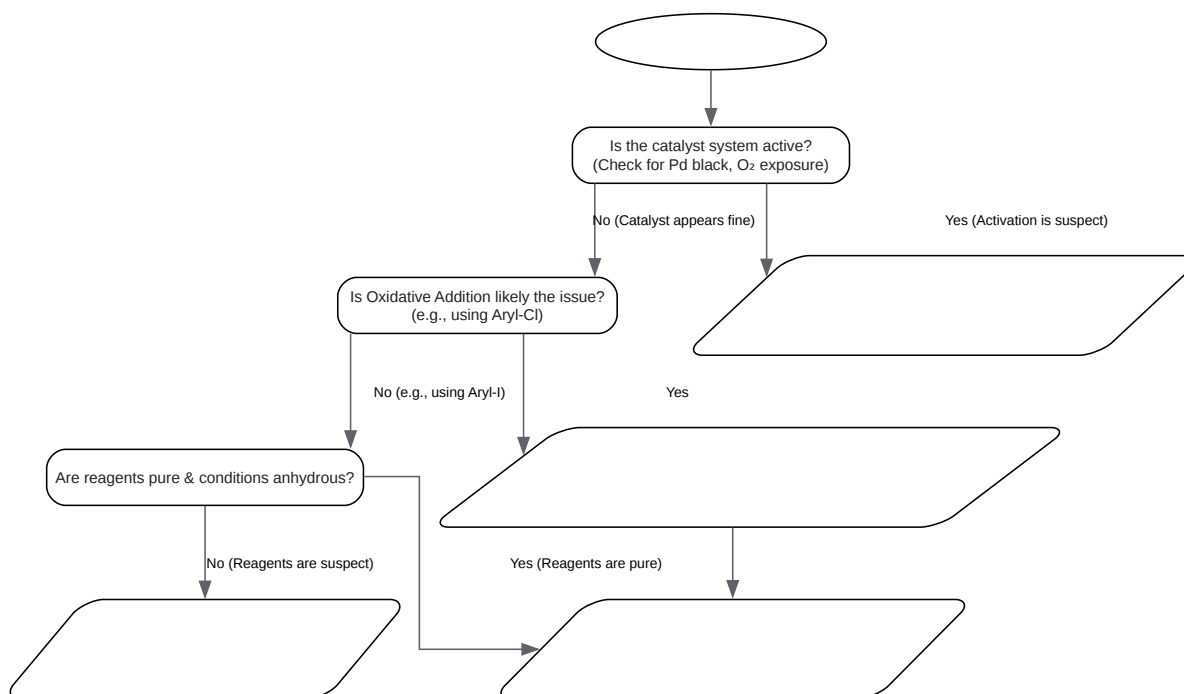 Is the catalyst system active?
(Check for Pd black, O₂ exposure)
No (Catalyst appears fine)
Yes (Activation is suspect)
Is Oxidative Addition likely the issue?
(e.g., using Aryl-Cl)
No (e.g., using Aryl-I)
Yes
Are reagents pure & conditions anhydrous?
No (Reagents are suspect)
Yes (Reagents are pure)